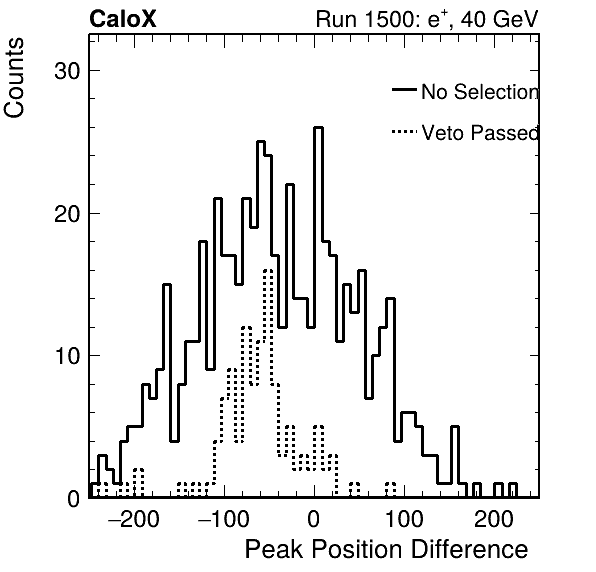 CaloX
Run 1500: e+, 40 GeV
Counts
30
No Selection
Veto Passed
20
10
0
−200 −100 0 100 200
Peak Position Difference